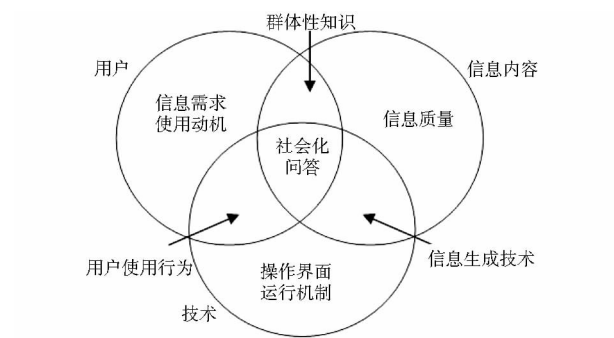 群体性知识
用户
信息内容
信息需求
使用动机
信息质量
社会化
问答
用户使用行为
信息生成技术
操作界面
运行机制
技术